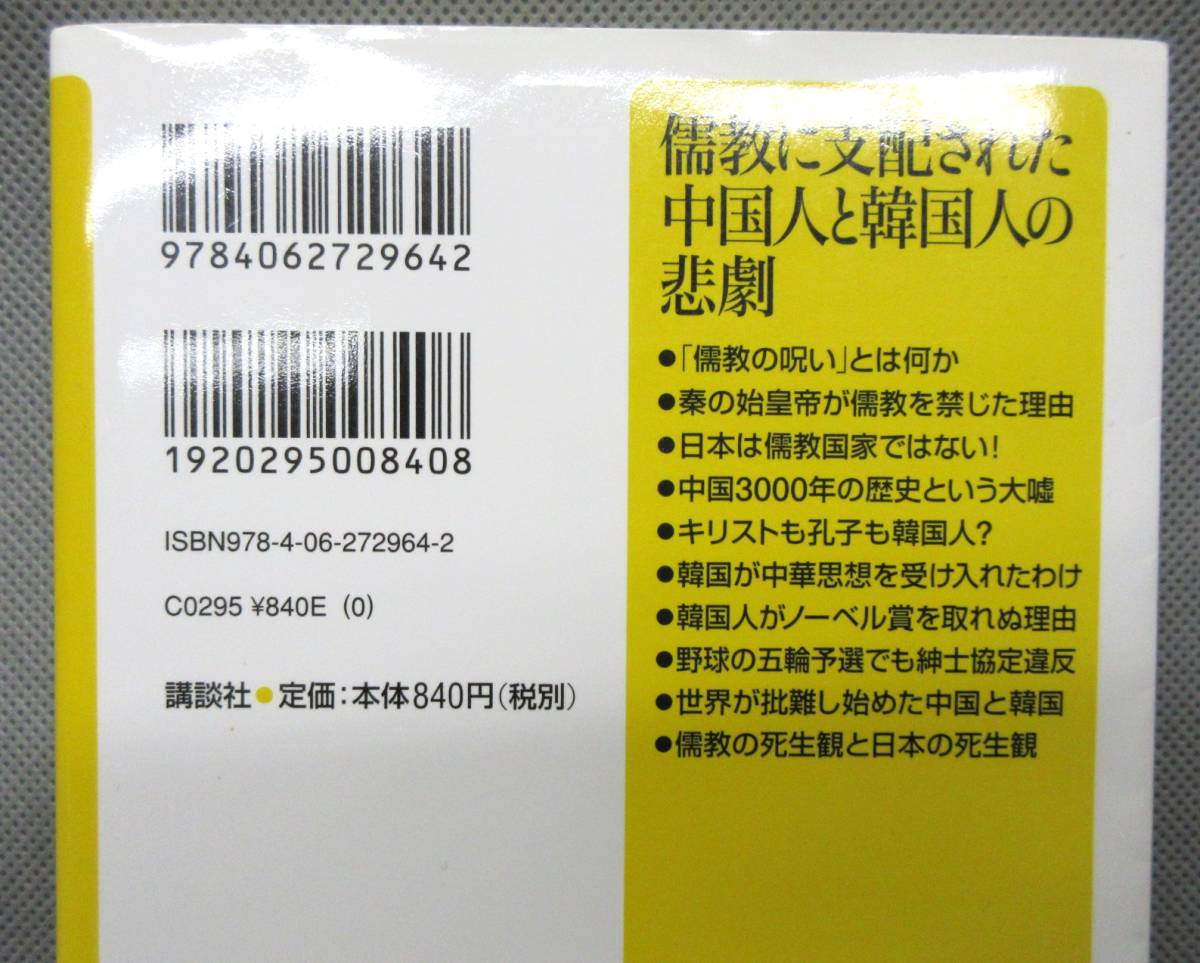 9784062729642
1920295008408
ISBN978-4-06-272964-2
C0295 ¥840E (0)
講談社●定価：本体840円（税別）
儒教に支配された
中国人と韓国人の
悲劇
●「儒教の呪い」とは何か
●秦の始皇帝が儒教を禁じた理由
●日本は儒教国家ではない！
●中国3000年の歴史という大嘘
●キリストも孔子も韓国人？
●韓国が中華思想を受け入れたわけ
●韓国人がノーベル賞を取れぬ理由
●野球の五輪予選でも紳士協定違反
●世界が批難し始めた中国と韓国
●儒教の死生観と日本の死生観